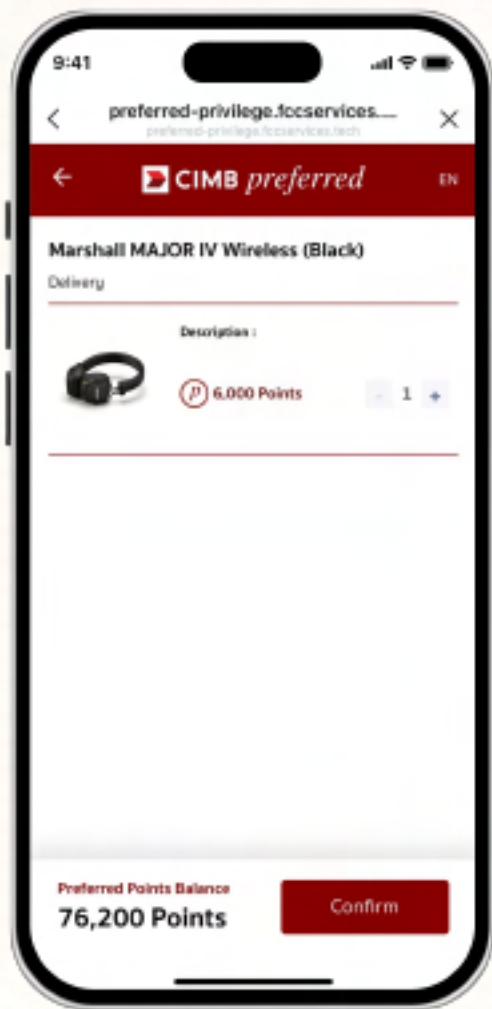 9:41
preferred-privilege.fccservices.....
preferred-privilege.fccservices.tech
CIMB preferred
EN
Marshall MAJOR IV Wireless (Black)
Delivery
Description :
P 6,000 Points
- 1 +
Preferred Points Balance
76,200 Points
Confirm